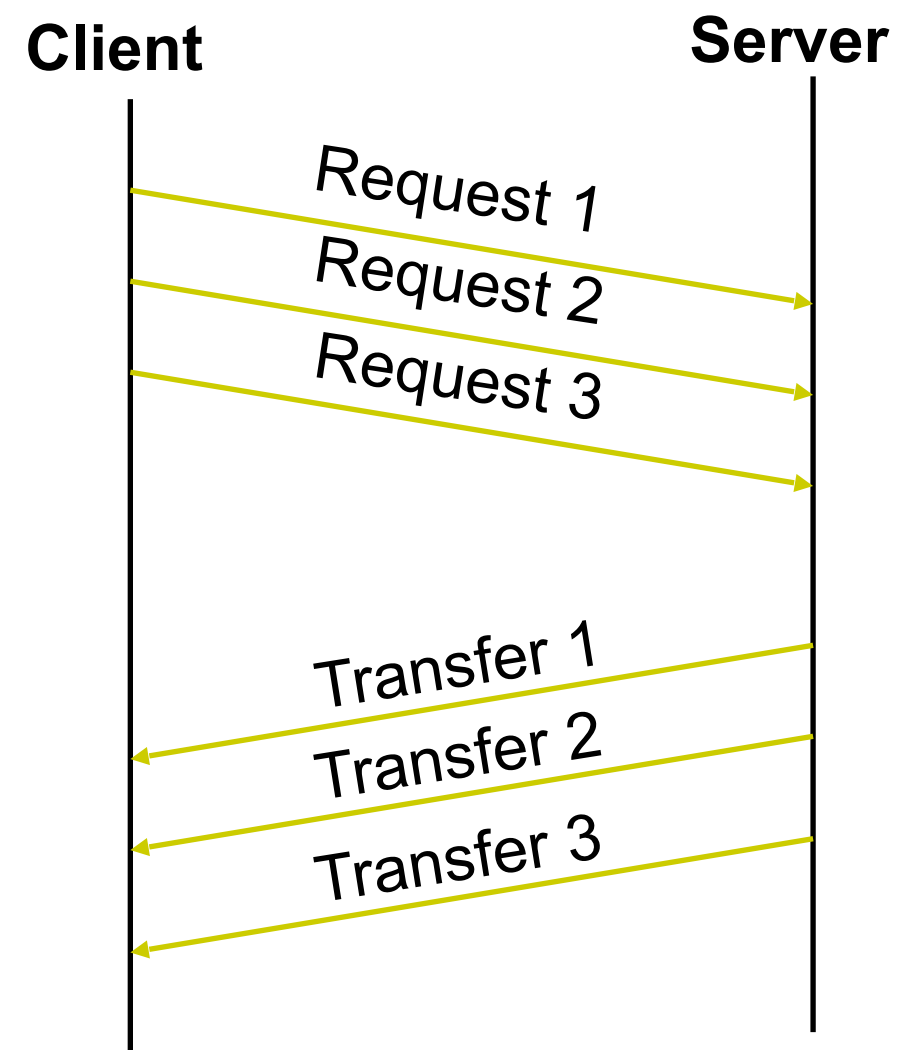 Client
Server
Request 1
Request 2
Request 3
Transfer 1
Transfer 2
Transfer 3